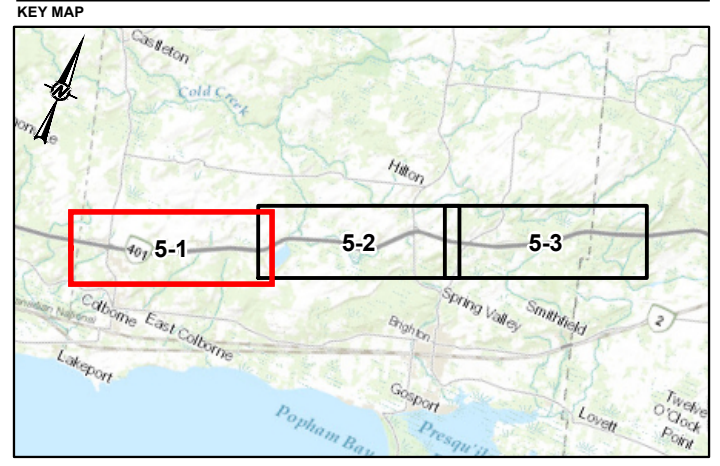 KEY MAP
Castleton
N
Cold Creek
Hilton
401
5-1
5-2
5-3
Colborne
East Colborne
Spring Valley
Smithfield
2
Brighton
Lakeport
Gosport
Popham Bay
Lovett
Twelve
O'Clock
Point